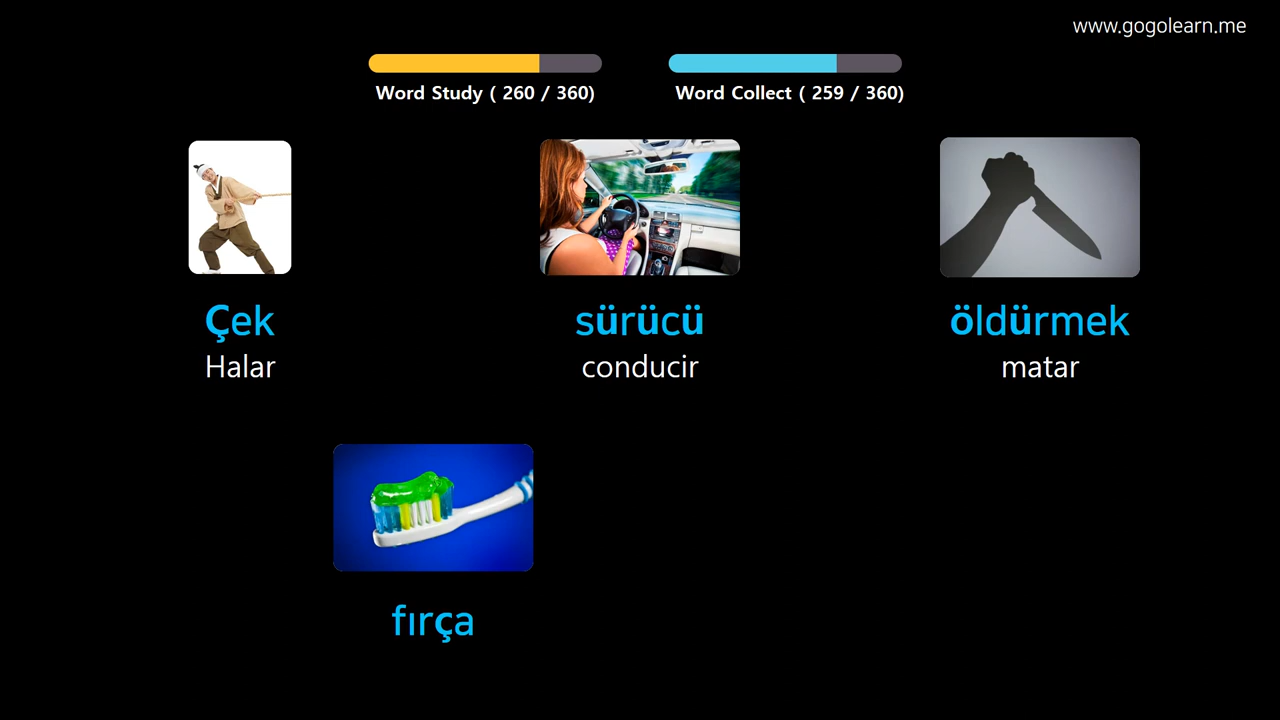 www.gogolearn.me
Word Study ( 260 / 360)
Word Collect ( 259 / 360)
Çek
sürücü
öldürmek
Halar
conducir
matar
fırça